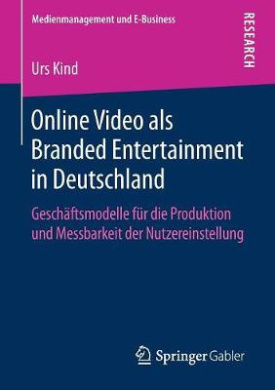 Medienmanagement und E-Business
RESEARCH
Urs Kind
Online Video als
Branded Entertainment
in Deutschland
Geschäftsmodelle für die Produktion
und Messbarkeit der Nutzereinstellung
Springer Gabler